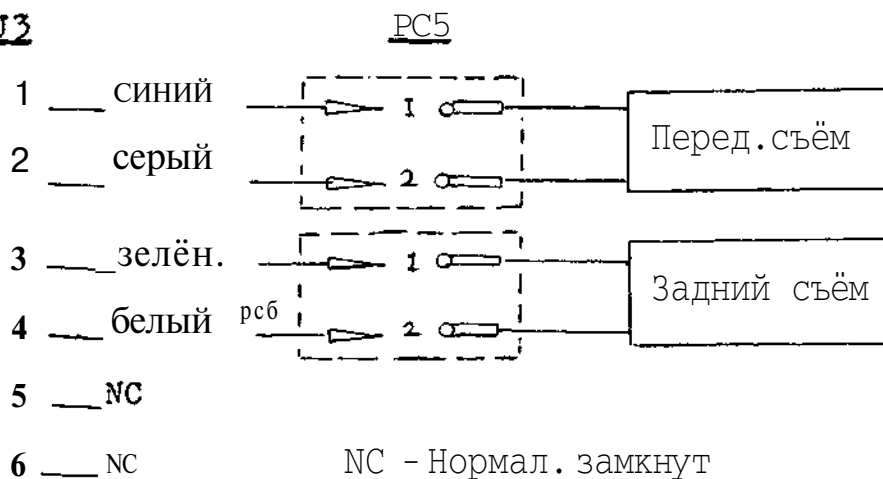 J3 PC5
1 синий 1
2 серый 2
Перед.съём
3 зелён. 1
4 белый рсб 2
Задний съём
5 NC
6 NC NC - Нормал. замкнут